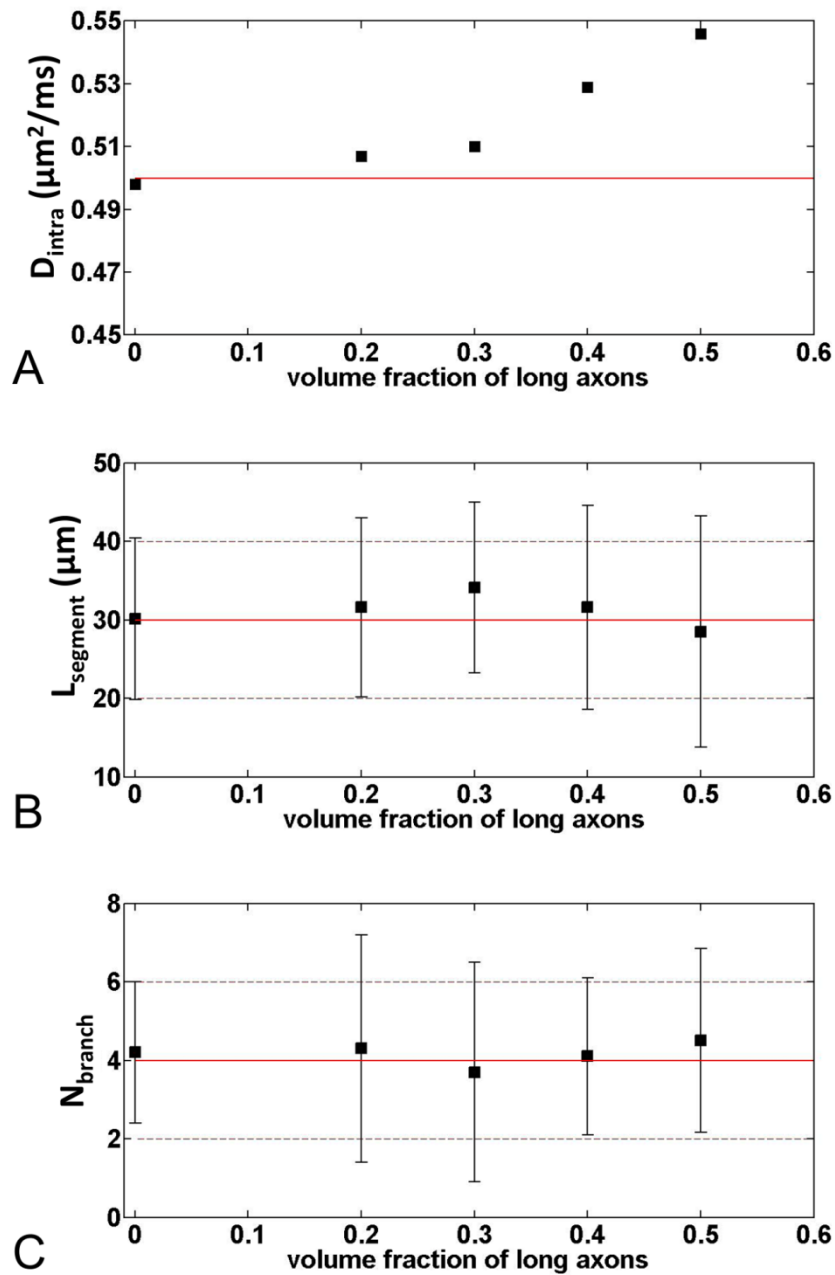 0.55
0.53
0.51
0.49
0.47
0.45
D_intra (µm²/ms)
0 0.1 0.2 0.3 0.4 0.5 0.6
volume fraction of long axons
A
50
40
30
20
10
L_segment (µm)
0 0.1 0.2 0.3 0.4 0.5 0.6
volume fraction of long axons
B
8
6
4
2
0
N_branch
0 0.1 0.2 0.3 0.4 0.5 0.6
volume fraction of long axons
C